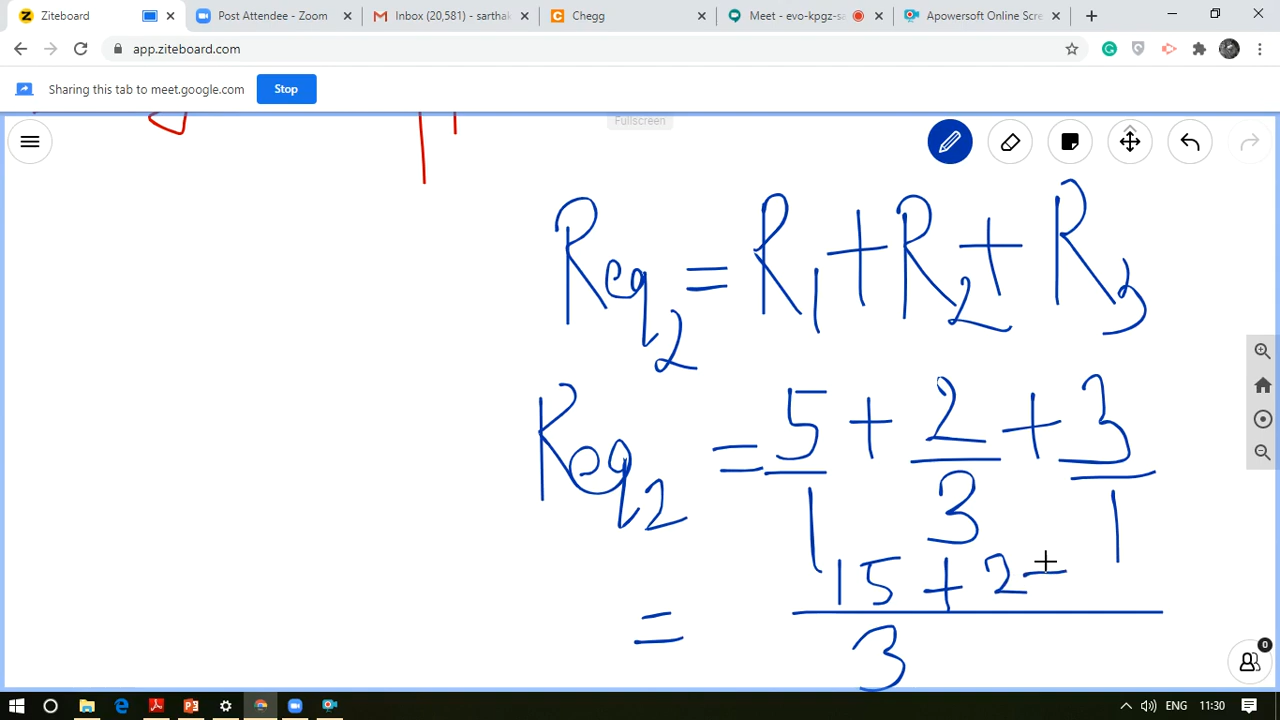 Ziteboard
Post Attendee - Zoom
Inbox (20,581) - sarthak
Chegg
Meet - evo-kpgz-sa
Apowersoft Online Scre
app.ziteboard.com
Sharing this tab to meet.google.com Stop
Fullscreen
Req2 = R1 + R2 + R3
Req2 = 5/1 + 2/3 + 3/1
= 15 + 2 - / 3
0
ENG 11:30